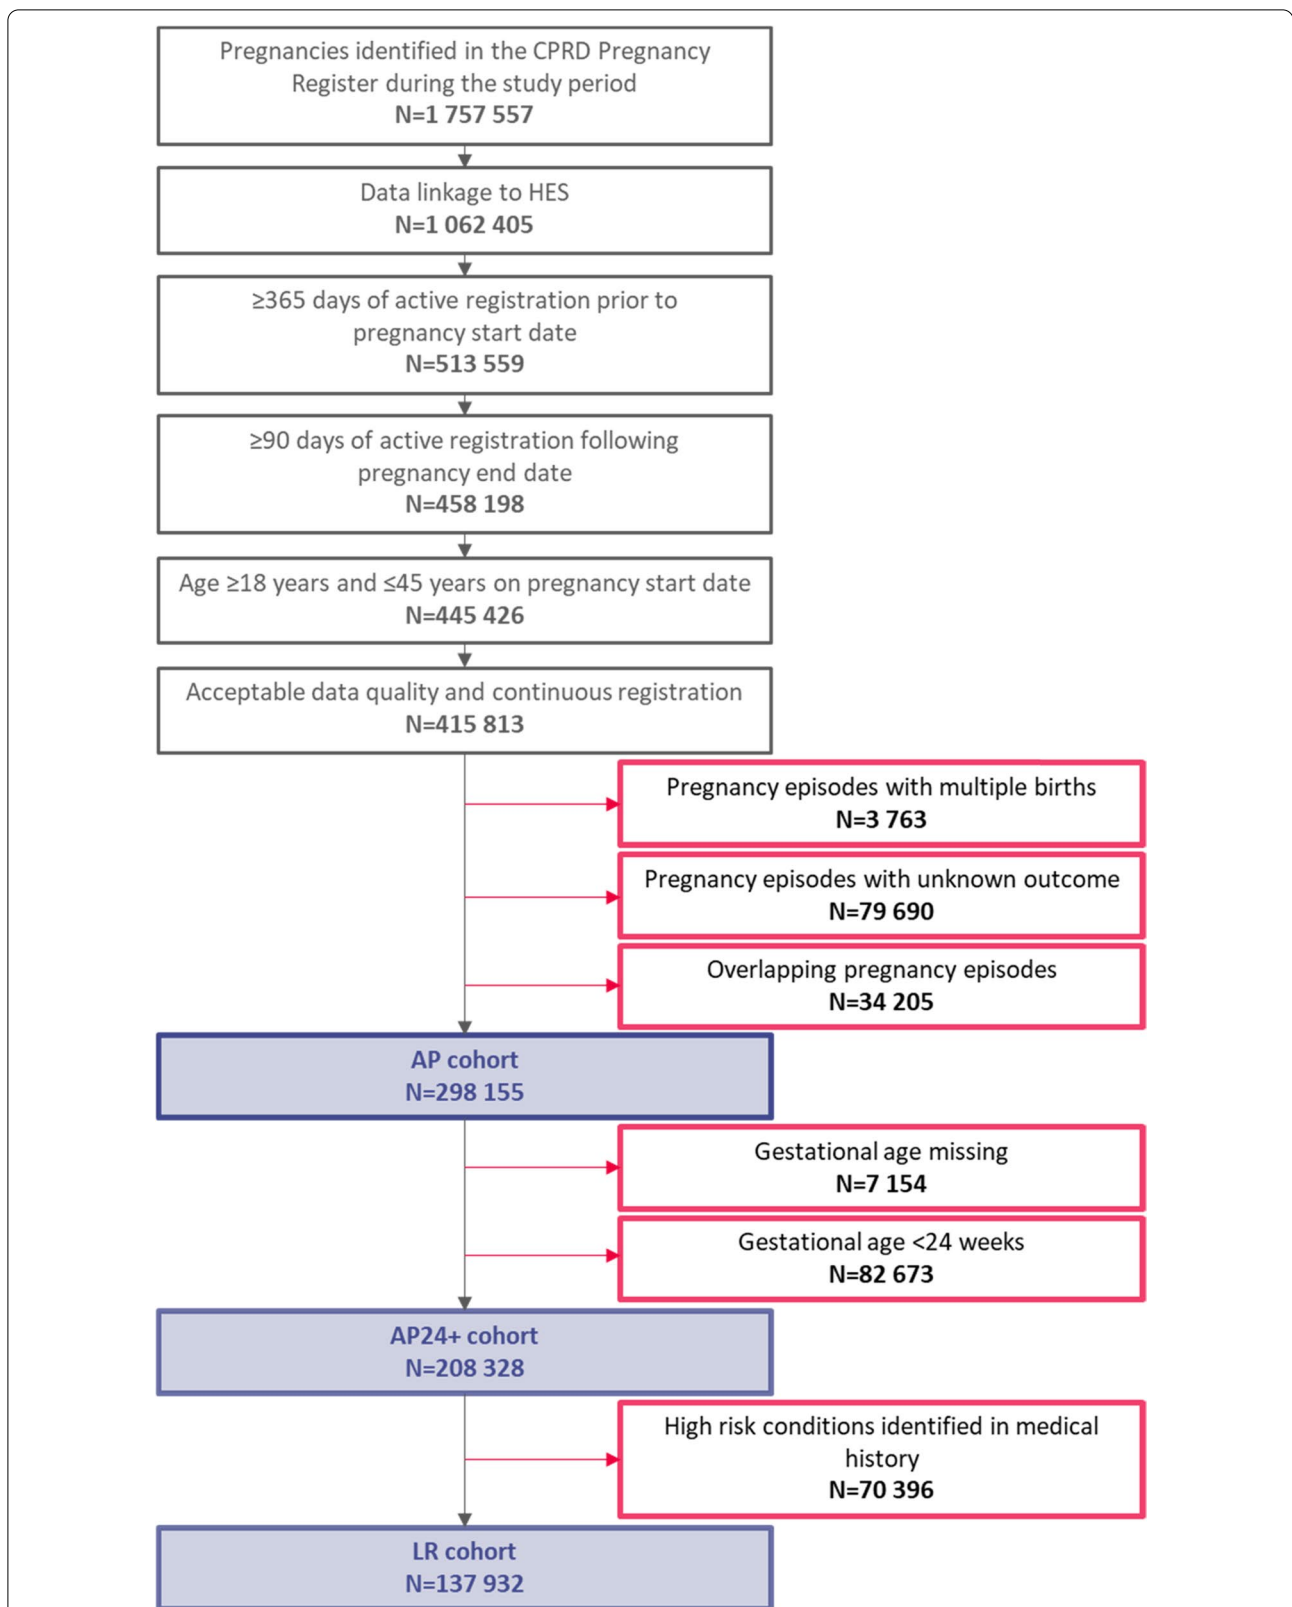 Pregnancies identified in the CPRD Pregnancy
Register during the study period
N=1 757 557
Data linkage to HES
N=1 062 405
≥365 days of active registration prior to
pregnancy start date
N=513 559
≥90 days of active registration following
pregnancy end date
N=458 198
Age ≥18 years and ≤45 years on pregnancy start date
N=445 426
Acceptable data quality and continuous registration
N=415 813
Pregnancy episodes with multiple births
N=3 763
Pregnancy episodes with unknown outcome
N=79 690
Overlapping pregnancy episodes
N=34 205
AP cohort
N=298 155
Gestational age missing
N=7 154
Gestational age <24 weeks
N=82 673
AP24+ cohort
N=208 328
High risk conditions identified in medical
history
N=70 396
LR cohort
N=137 932